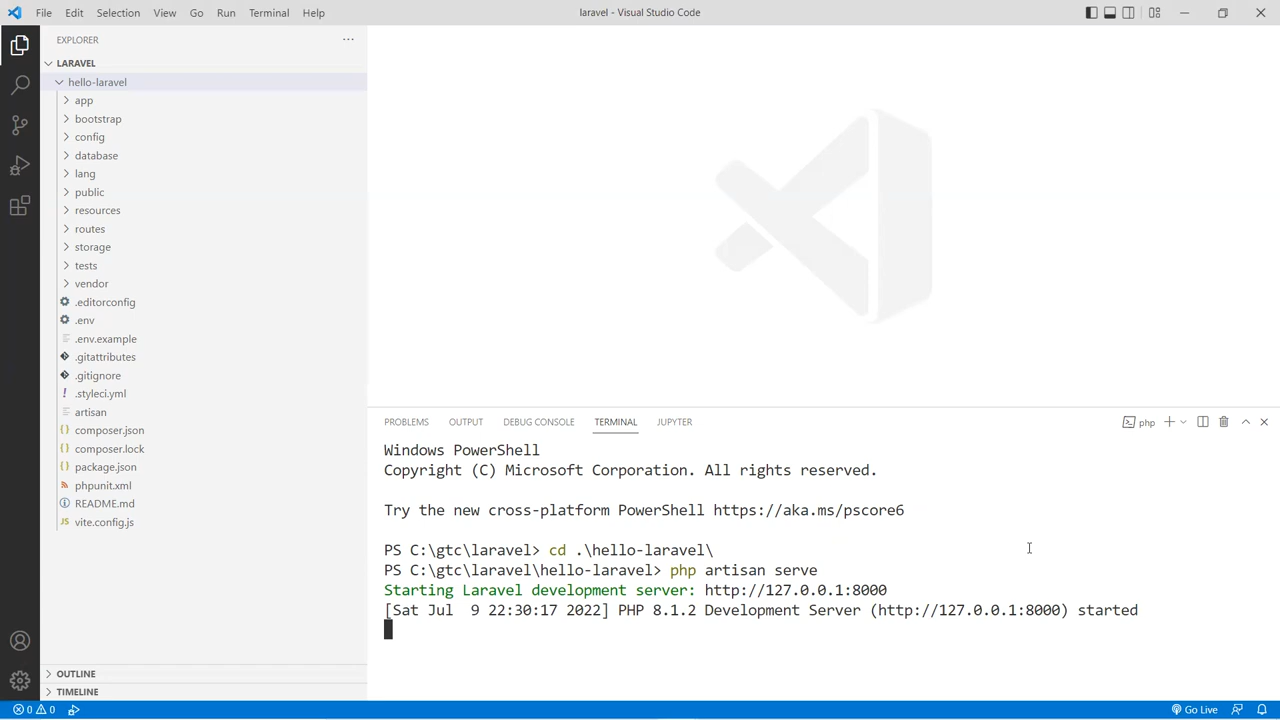 File Edit Selection View Go Run Terminal Help
laravel - Visual Studio Code
EXPLORER
LARAVEL
hello-laravel
app
bootstrap
config
database
lang
public
resources
routes
storage
tests
vendor
.editorconfig
.env
.env.example
.gitattributes
.gitignore
.styleci.yml
artisan
composer.json
composer.lock
package.json
phpunit.xml
README.md
vite.config.js
OUTLINE
TIMELINE
PROBLEMS OUTPUT DEBUG CONSOLE TERMINAL JUPYTER
php
Windows PowerShell
Copyright (C) Microsoft Corporation. All rights reserved.
Try the new cross-platform PowerShell https://aka.ms/pscore6
PS C:\gtc\laravel> cd .\hello-laravel\
PS C:\gtc\laravel\hello-laravel> php artisan serve
Starting Laravel development server: http://127.0.0.1:8000
[Sat Jul  9 22:30:17 2022] PHP 8.1.2 Development Server (http://127.0.0.1:8000) started
0 0
Go Live